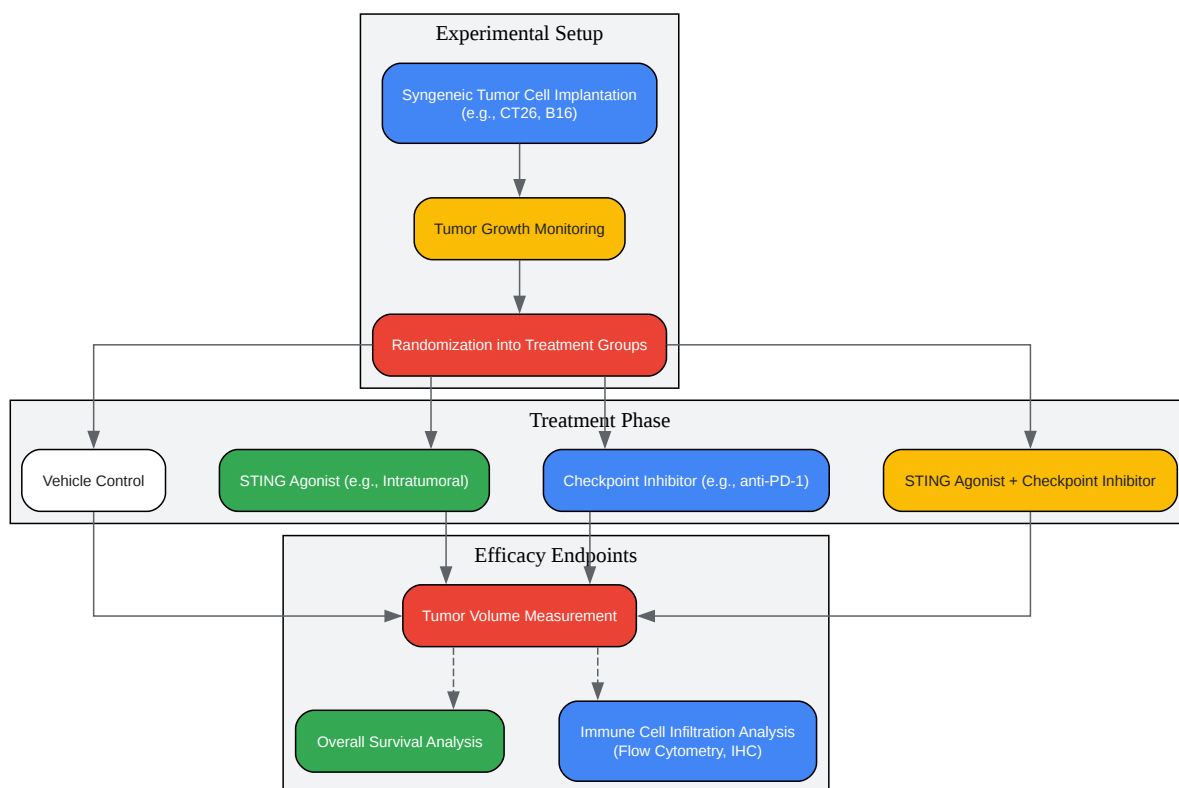 Experimental Setup
Syngeneic Tumor Cell Implantation
(e.g., CT26, B16)
Tumor Growth Monitoring
Randomization into Treatment Groups
Treatment Phase
Vehicle Control
STING Agonist (e.g., Intratumoral)
Checkpoint Inhibitor (e.g., anti-PD-1)
STING Agonist + Checkpoint Inhibitor
Efficacy Endpoints
Tumor Volume Measurement
Overall Survival Analysis
Immune Cell Infiltration Analysis
(Flow Cytometry, IHC)